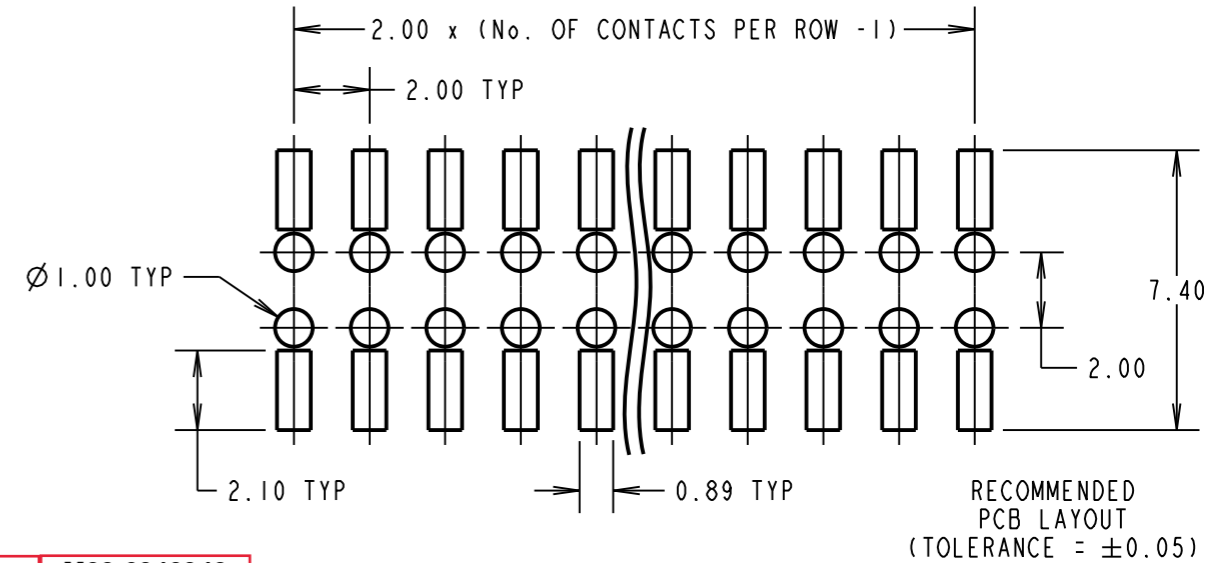 2.00 x (No. OF CONTACTS PER ROW -1)
2.00 TYP
Ø1.00 TYP
7.40
2.00
2.10 TYP
0.89 TYP
RECOMMENDED
PCB LAYOUT
(TOLERANCE = ±0.05)